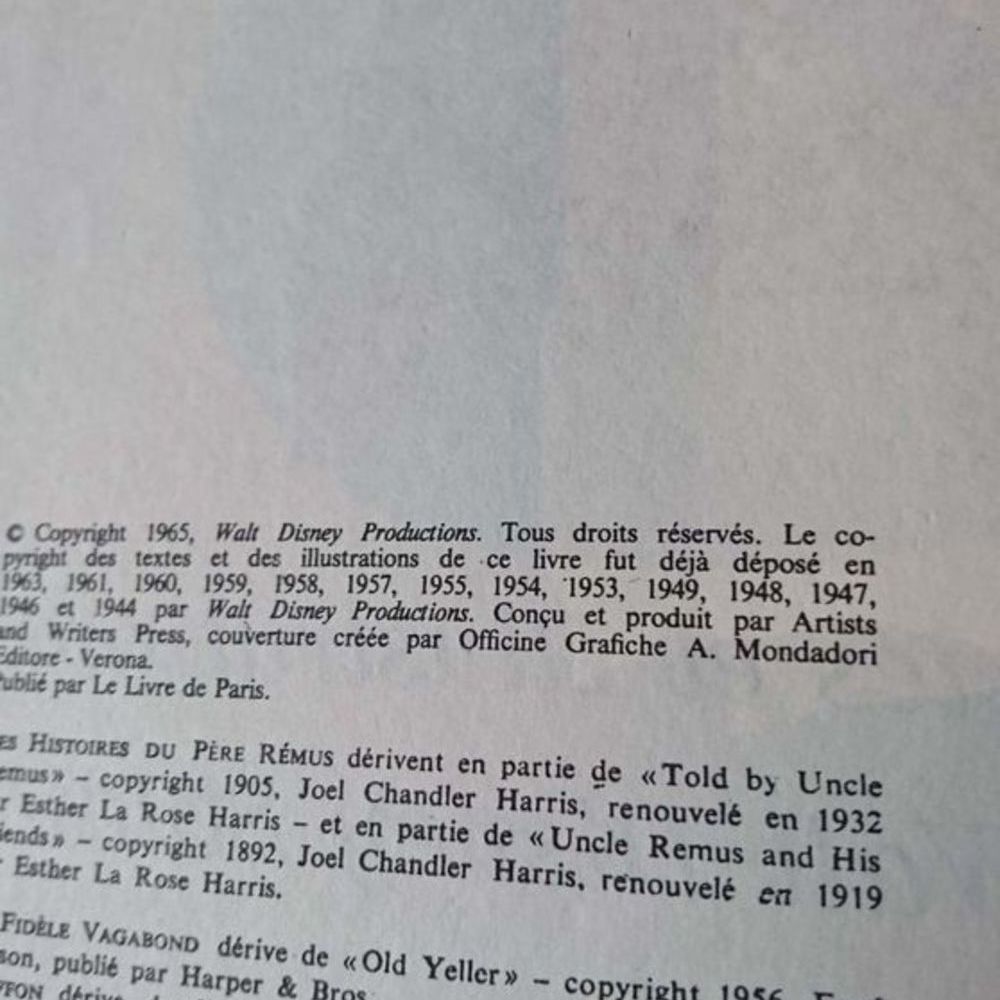 © Copyright 1965, Walt Disney Productions. Tous droits réservés. Le co-
pyright des textes et des illustrations de ce livre fut déjà déposé en
1963, 1961, 1960, 1959, 1958, 1957, 1955, 1954, 1953, 1949, 1948, 1947,
1946 et 1944 par Walt Disney Productions. Conçu et produit par Artists
and Writers Press, couverture créée par Officine Grafiche A. Mondadori
Editore - Verona.
Publié par Le Livre de Paris.
ES HISTOIRES DU PÈRE RÉMUS dérivent en partie de «Told by Uncle
emus» – copyright 1905, Joel Chandler Harris, renouvelé en 1932
r Esther La Rose Harris – et en partie de «Uncle Remus and His
iends» – copyright 1892, Joel Chandler Harris, renouvelé en 1919
r Esther La Rose Harris.
FIDÈLE VAGABOND dérive de «Old Yeller» – copyright 1956,
son, publié par Harper & Bros.
dérive